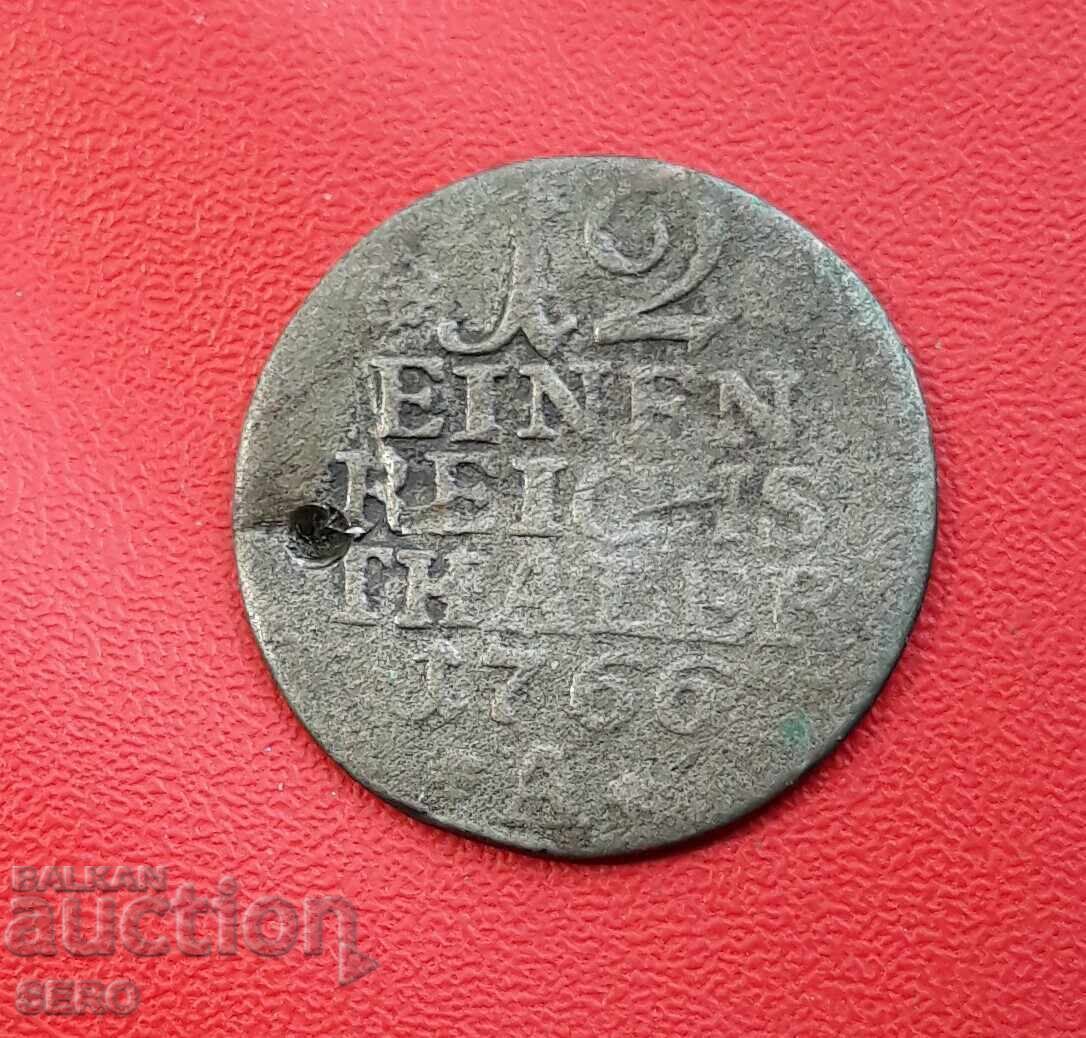 12
EINEN
REICHS
THALER
1766
A
BALKAN
auction
SERO